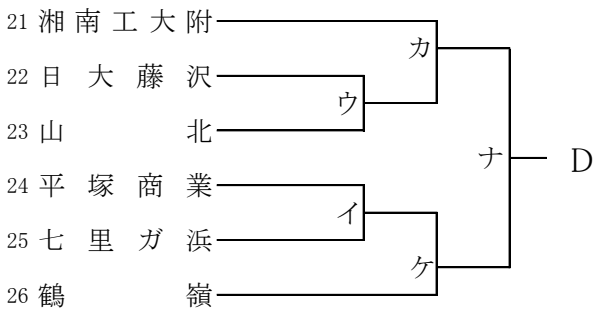 21 湘南工大附
カ
22 日大藤沢
ウ
23 山北
ナ D
24 平塚商業
イ
25 七里ガ浜
ケ
26 鶴嶺